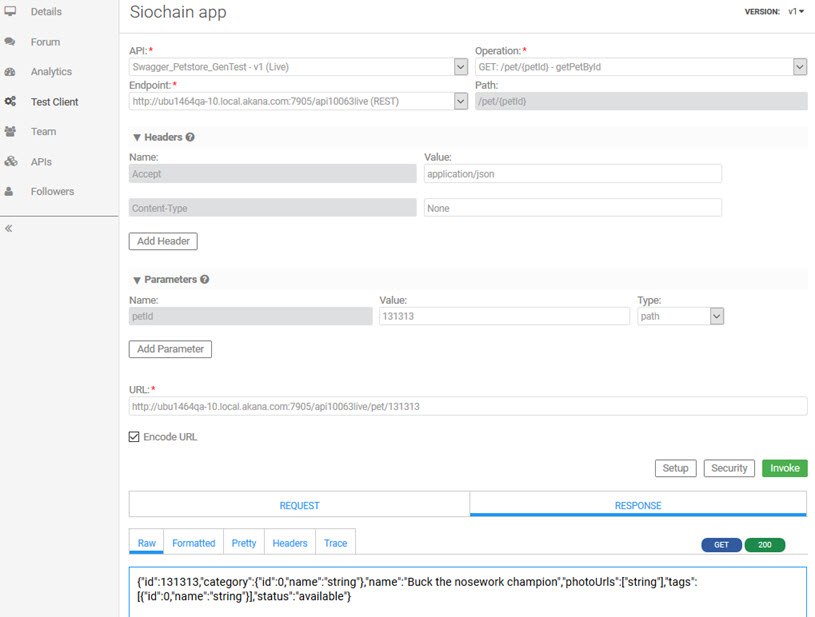 Details
Forum
Analytics
Test Client
Team
APIs
Followers
«
Siochain app
VERSION: v1
API:* Operation:*
Swagger_Petstore_GenTest - v1 (Live) GET: /pet/{petId} - getPetById
Endpoint:* Path:
http://ubu1464qa-10.local.akana.com:7905/api10063live (REST) /pet/{petId}
Headers ?
Name: Value:
Accept application/json
Content-Type None
Add Header
Parameters ?
Name: Value: Type:
petId 131313 path
Add Parameter
URL:*
http://ubu1464qa-10.local.akana.com:7905/api10063live/pet/131313
Encode URL
Setup Security Invoke
REQUEST RESPONSE
Raw Formatted Pretty Headers Trace GET 200
{"id":131313,"category":{"id":0,"name":"string"},"name":"Buck the nosework champion","photoUrls":["string"],"tags":
[{"id":0,"name":"string"}],"status":"available"}